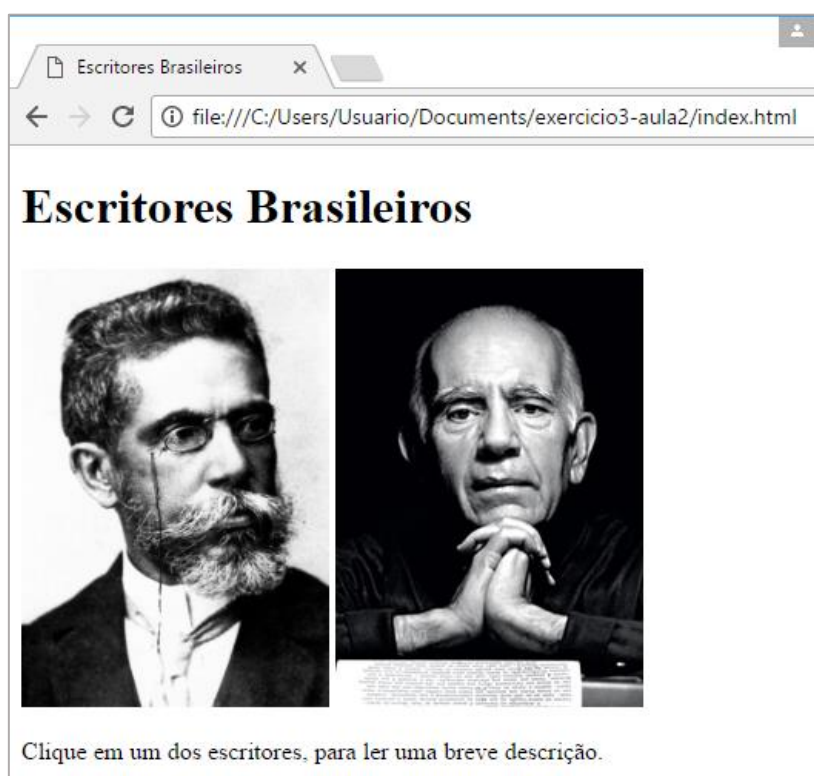 Escritores Brasileiros
file:///C:/Users/Usuario/Documents/exercicio3-aula2/index.html
Escritores Brasileiros
Clique em um dos escritores, para ler uma breve descrição.